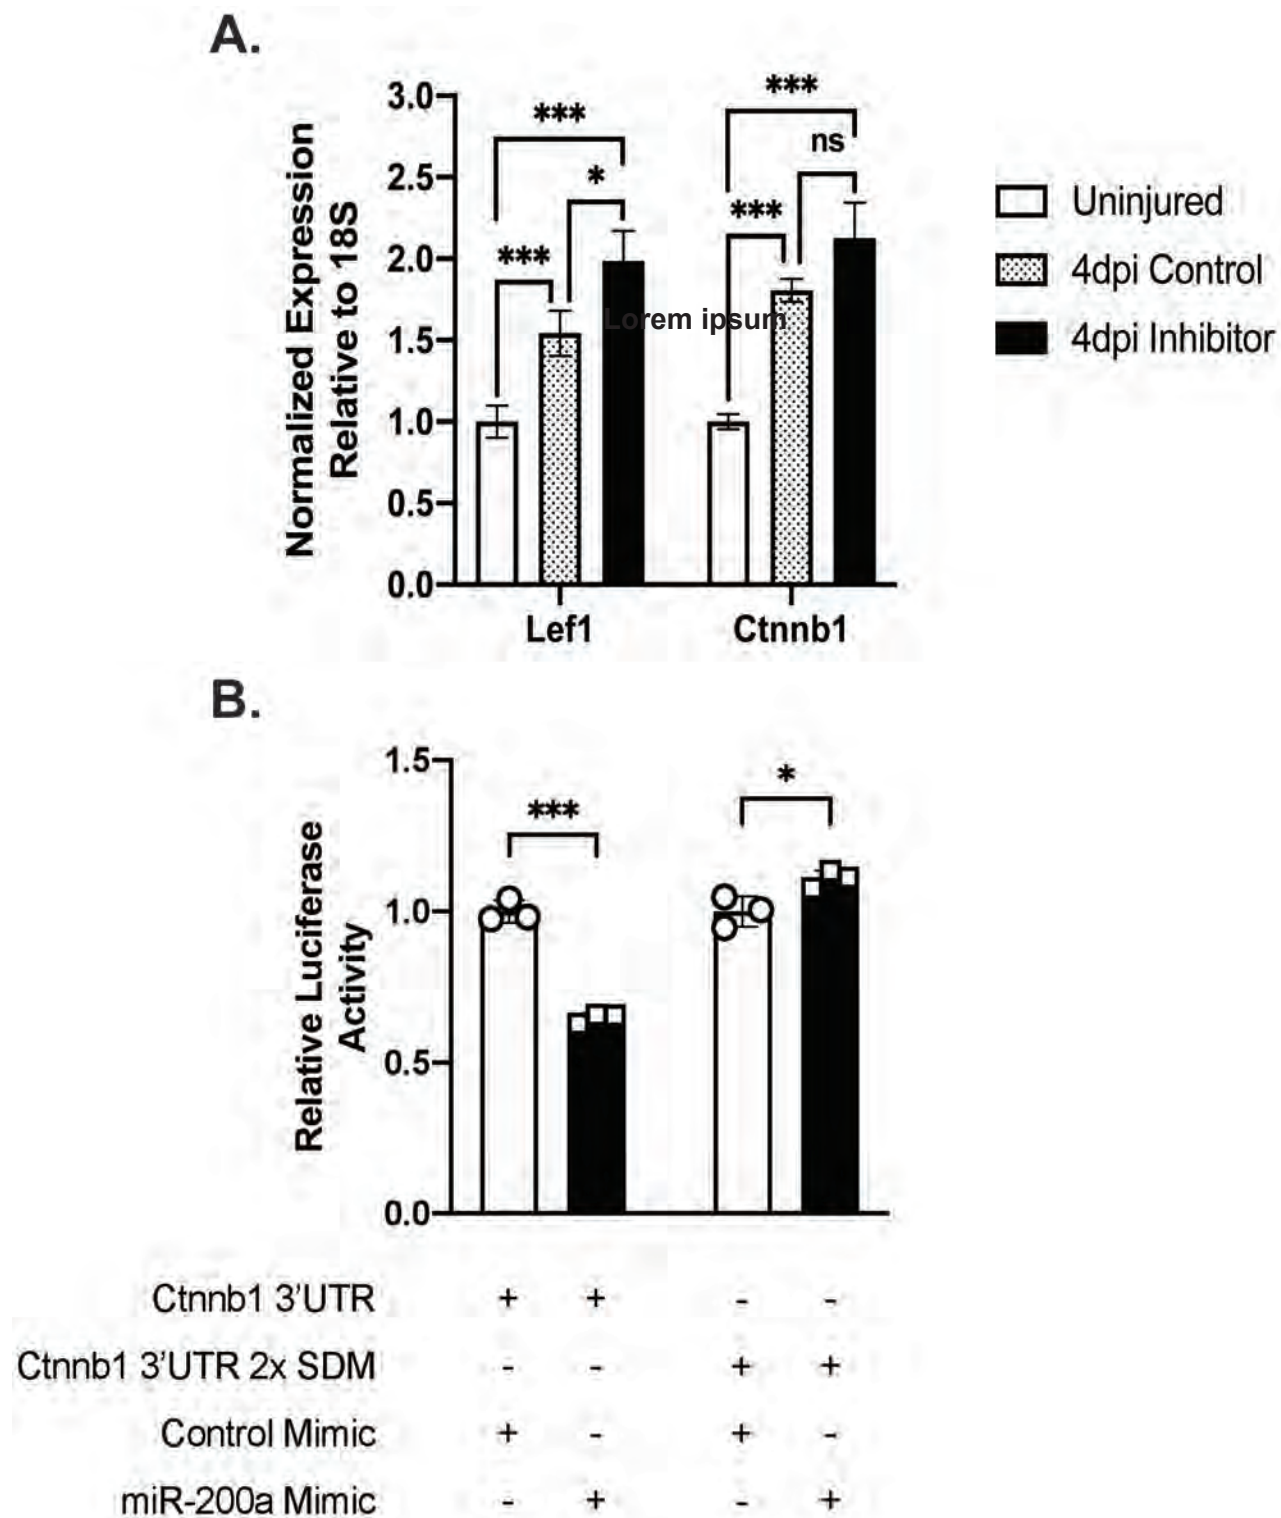 A.
Normalized Expression
Relative to 18S
3.0
2.5
2.0
1.5
1.0
0.5
0.0
***
*
***
***
ns
***
Lorem ipsum
Lef1
Ctnnb1
Uninjured
4dpi Control
4dpi Inhibitor
B.
Relative Luciferase
Activity
1.5
1.0
0.5
0.0
***
*
Ctnnb1 3'UTR + + - -
Ctnnb1 3'UTR 2x SDM - - + +
Control Mimic + - + -
miR-200a Mimic - + - +